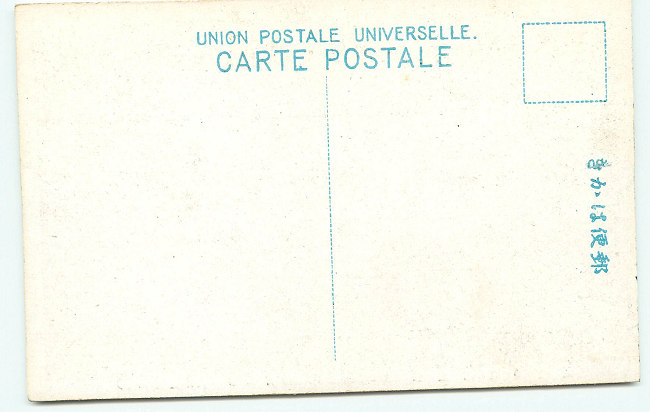 UNION POSTALE UNIVERSELLE.
CARTE POSTALE
きかは便郵